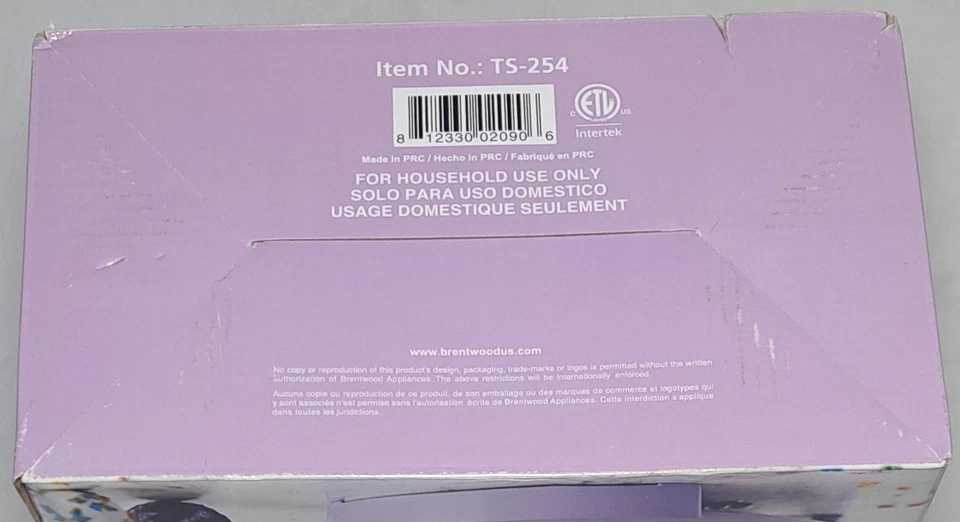 Item No.: TS-254
8 12330 02090 6
C ETL US
Intertek
Made in PRC / Hecho in PRC / Fabriqué en PRC
FOR HOUSEHOLD USE ONLY
SOLO PARA USO DOMESTICO
USAGE DOMESTIQUE SEULEMENT
www.brentwoodus.com
No copy or reproduction of this product's design, packaging, trade-marks or logos is permitted without the written
authorization of Brentwood Appliances. The above restrictions will be internationally enforced.
Aucune copie ou reproduction de ce produit, de son emballage ou des marques de commerce et logotypes qui
y sont associés n'est permise sans l'autorisation écrite de Brentwood Appliances. Cette interdiction s'applique
dans toutes les juridictions.